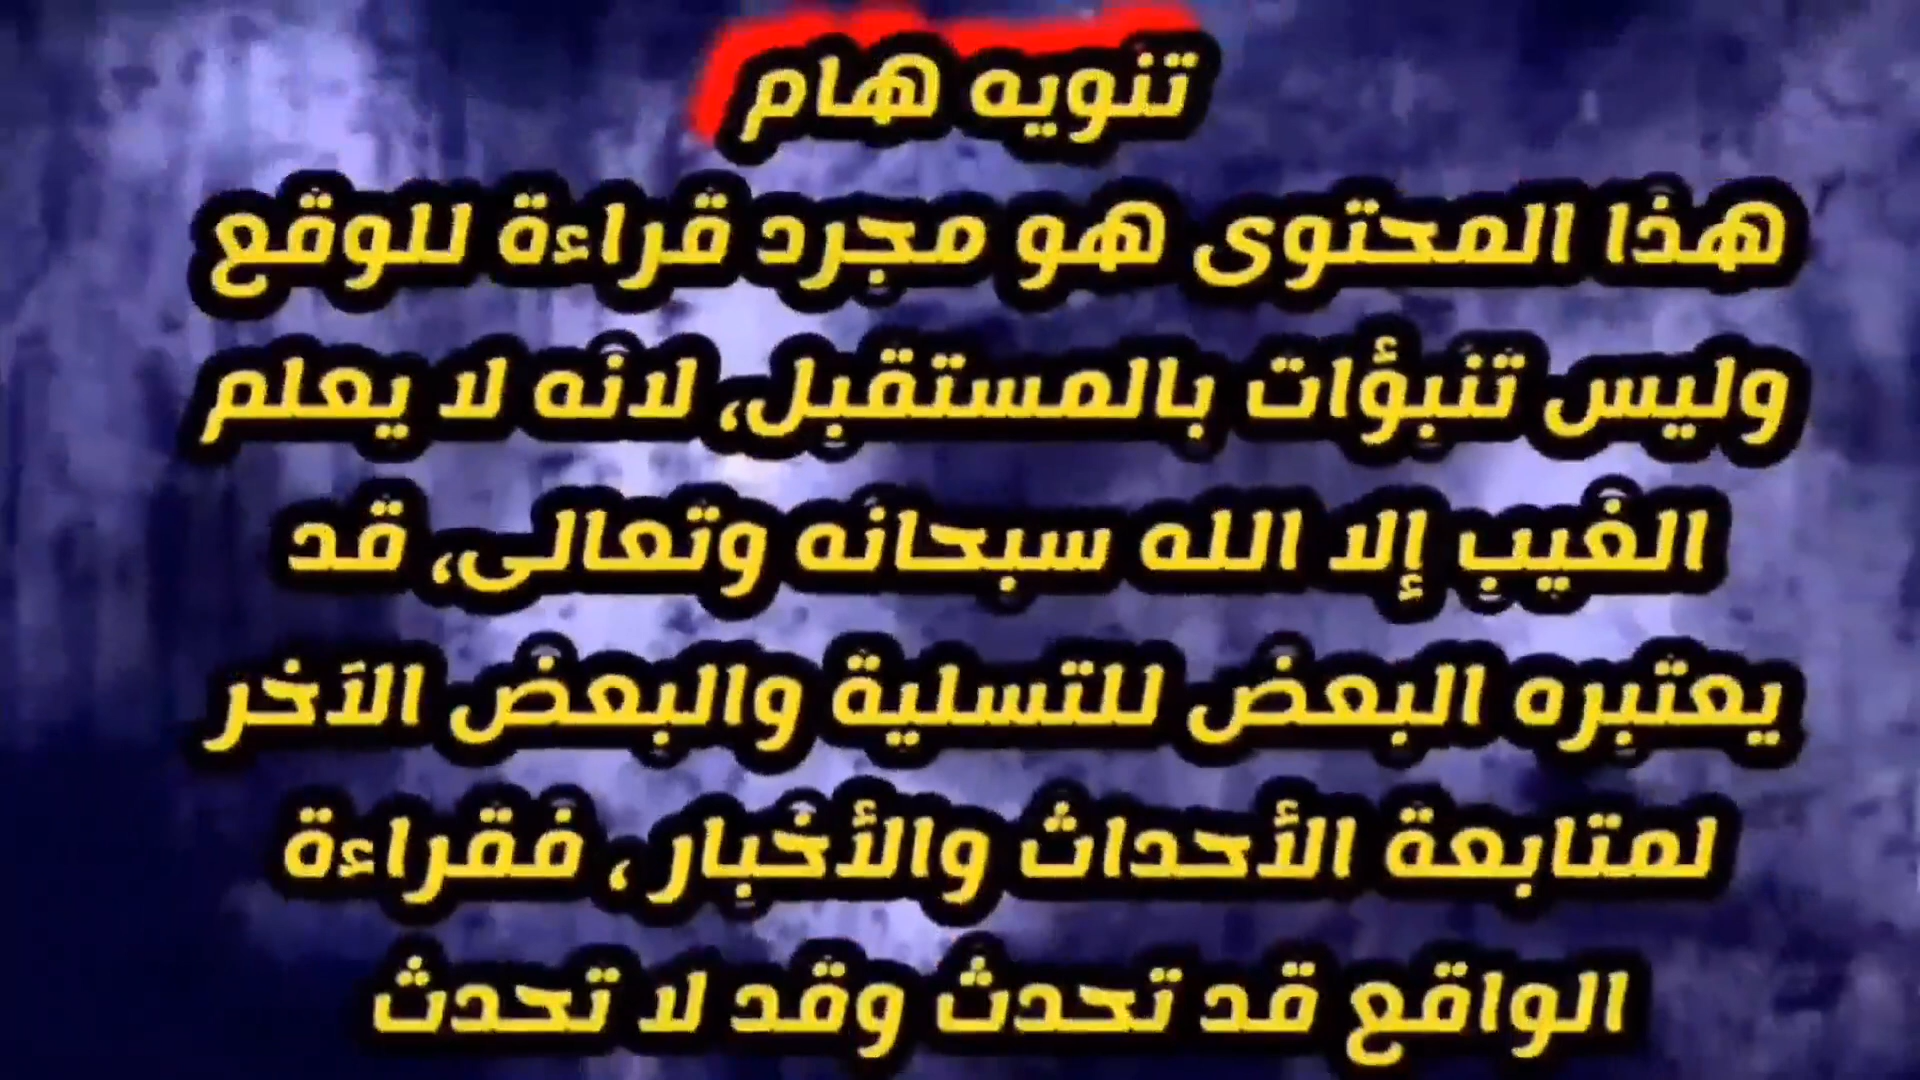 تنويه هام
هذا المحتوى هو مجرد قراءة للوقع
وليس تنبؤات بالمستقبل، لانه لا يعلم
الغيب إلا الله سبحانه وتعالى، قد
يعتبره البعض للتسلية والبعض الآخر
لمتابعة الأحداث والأخبار ، فقراءة
الواقع قد تحدث وقد لا تحدث